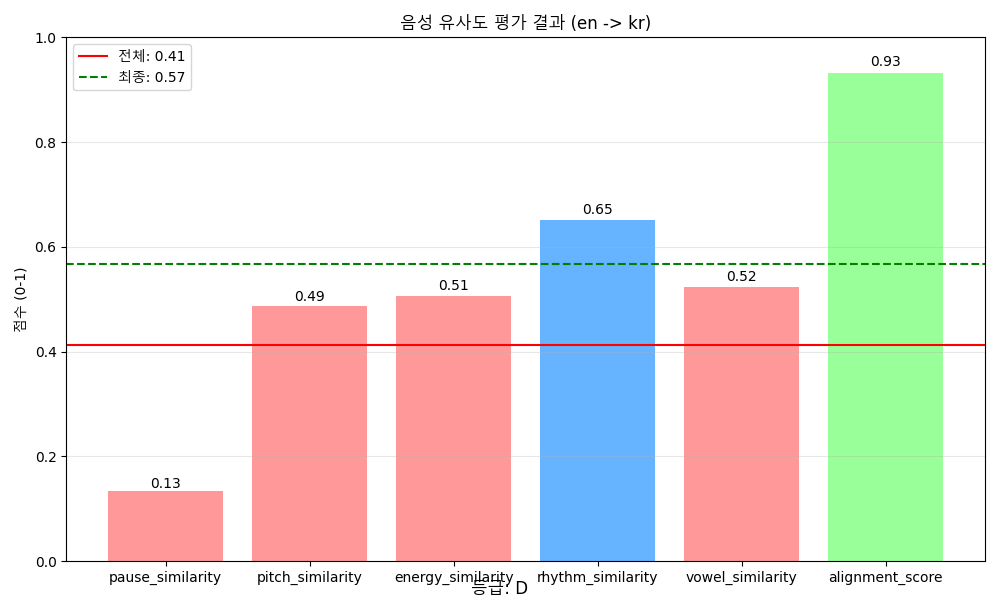 음성 유사도 평가 결과 (en -> kr)
전체: 0.41
최종: 0.57
점수 (0-1)
1.0
0.8
0.6
0.4
0.2
0.0
0.13
0.49
0.51
0.65
0.52
0.93
pause_similarity
pitch_similarity
energy_similarity
rhythm_similarity
vowel_similarity
alignment_score
등급: D